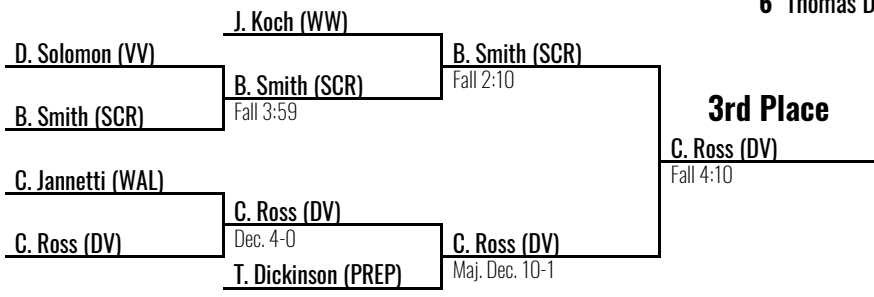 6 Thomas D
J. Koch (WW)
D. Solomon (VV)
B. Smith (SCR)
B. Smith (SCR)
Fall 2:10
Fall 3:59
B. Smith (SCR)
3rd Place
C. Ross (DV)
Fall 4:10
C. Jannetti (WAL)
C. Ross (DV)
Dec. 4-0
C. Ross (DV)
C. Ross (DV)
Maj. Dec. 10-1
T. Dickinson (PREP)